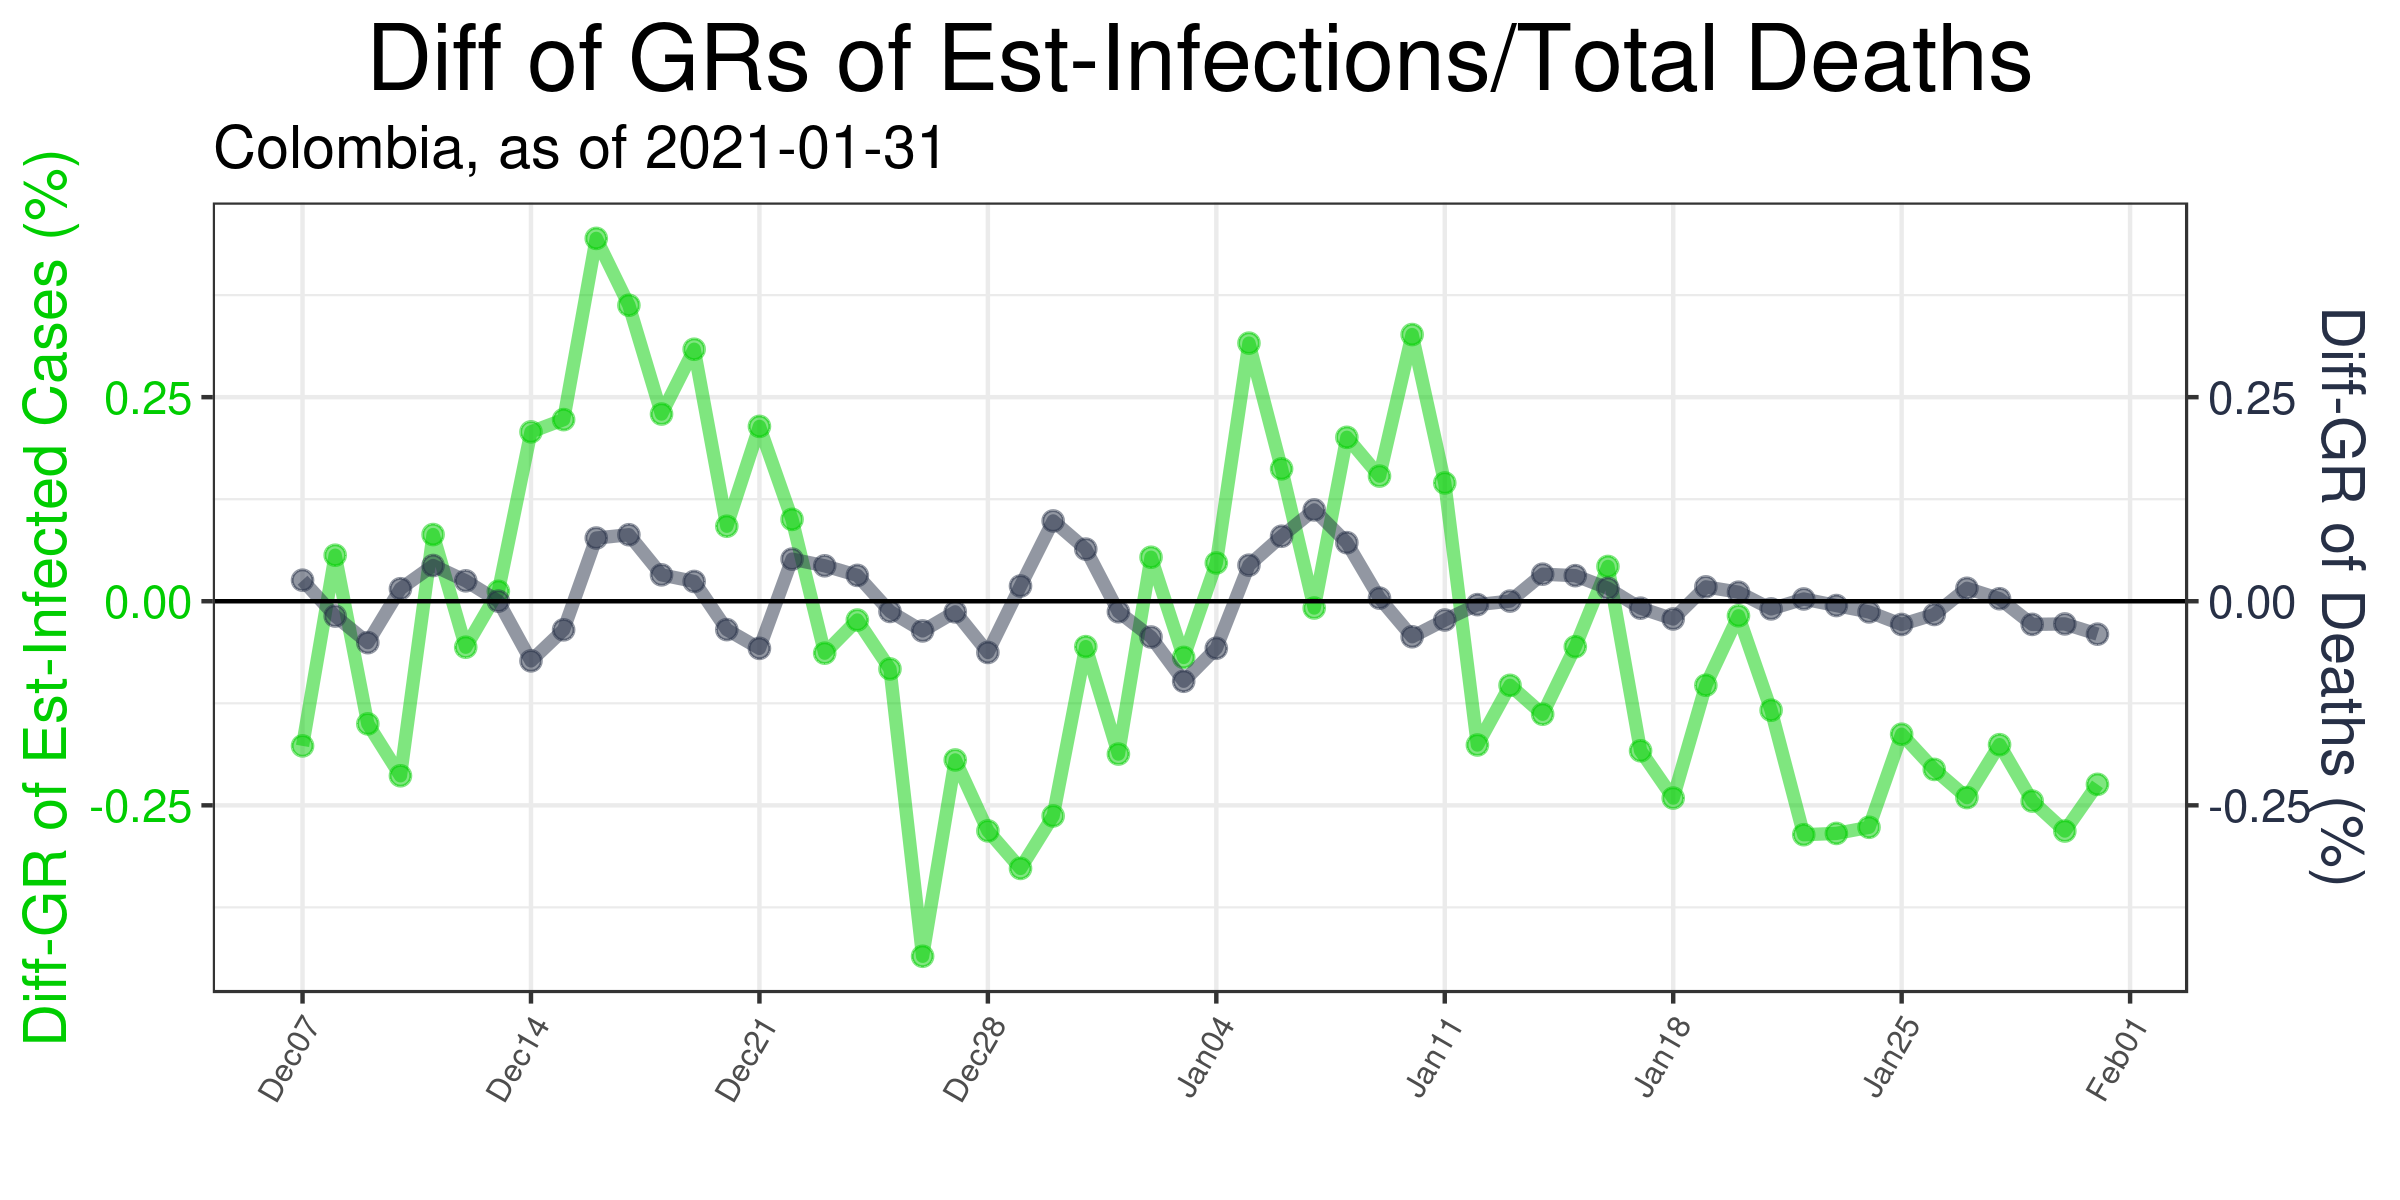 Diff of GRs of Est-Infections/Total Deaths
Colombia, as of 2021-01-31
Diff-GR of Est-Infected Cases (%)
0.25
0.00
-0.25
0.25
0.00
-0.25
Diff-GR of Deaths (%)
Dec07
Dec14
Dec21
Dec28
Jan04
Jan11
Jan18
Jan25
Feb01